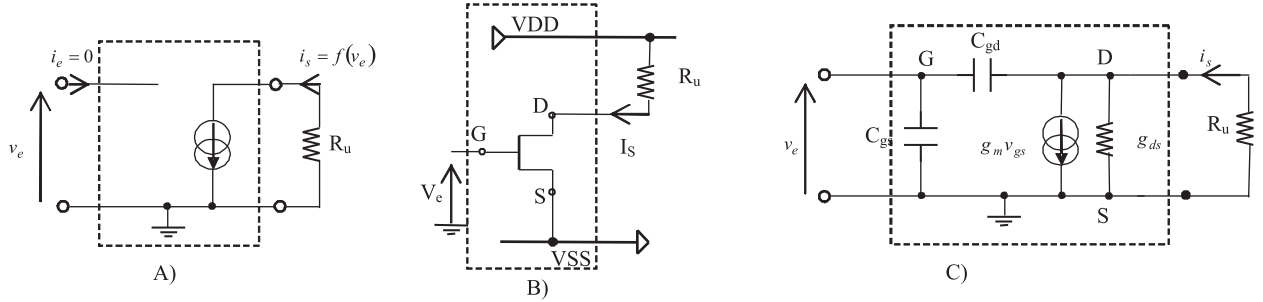 i_e = 0
i_s = f(v_e)
v_e
R_u
A)
VDD
R_u
D
G
I_S
V_e
S
VSS
B)
C_gd
G
D
i_s
C_gs
v_e
g_m v_gs
g_ds
R_u
S
C)